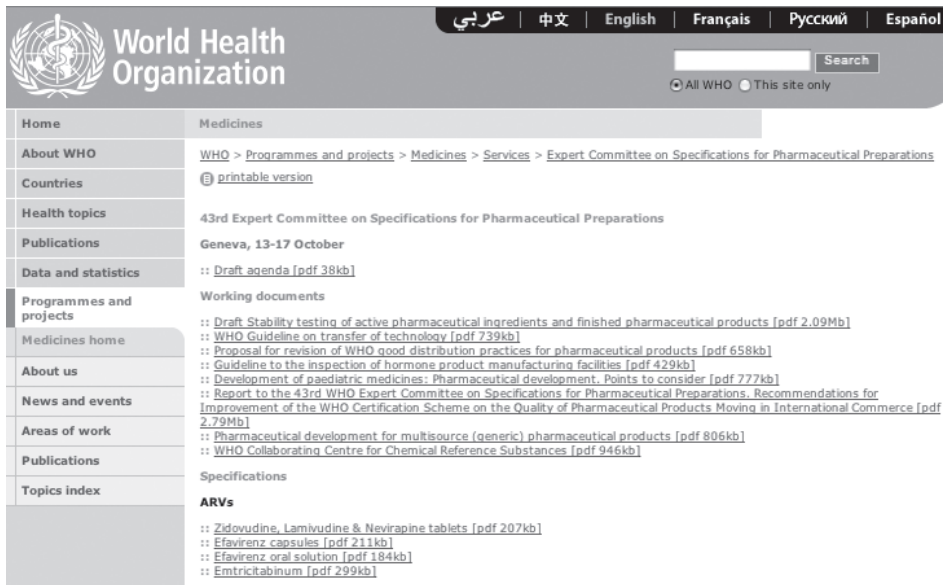 عربي | 中文 | English | Français | Русский | Español
World Health
Organization
Search
All WHO This site only
Home
About WHO
Countries
Health topics
Publications
Data and statistics
Programmes and
projects
Medicines home
About us
News and events
Areas of work
Publications
Topics index
Medicines
WHO > Programmes and projects > Medicines > Services > Expert Committee on Specifications for Pharmaceutical Preparations
printable version
43rd Expert Committee on Specifications for Pharmaceutical Preparations
Geneva, 13-17 October
:: Draft agenda [pdf 38kb]
Working documents
:: Draft Stability testing of active pharmaceutical ingredients and finished pharmaceutical products [pdf 2.09Mb]
:: WHO Guideline on transfer of technology [pdf 739kb]
:: Proposal for revision of WHO good distribution practices for pharmaceutical products [pdf 658kb]
:: Guideline to the inspection of hormone product manufacturing facilities [pdf 429kb]
:: Development of paediatric medicines: Pharmaceutical development. Points to consider [pdf 777kb]
:: Report to the 43rd WHO Expert Committee on Specifications for Pharmaceutical Preparations. Recommendations for
Improvement of the WHO Certification Scheme on the Quality of Pharmaceutical Products Moving in International Commerce [pdf
2.79Mb]
:: Pharmaceutical development for multisource (generic) pharmaceutical products [pdf 806kb]
:: WHO Collaborating Centre for Chemical Reference Substances [pdf 946kb]
Specifications
ARVs
:: Zidovudine, Lamivudine & Nevirapine tablets [pdf 207kb]
:: Efavirenz capsules [pdf 211kb]
:: Efavirenz oral solution [pdf 184kb]
:: Emtricitabinum [pdf 299kb]